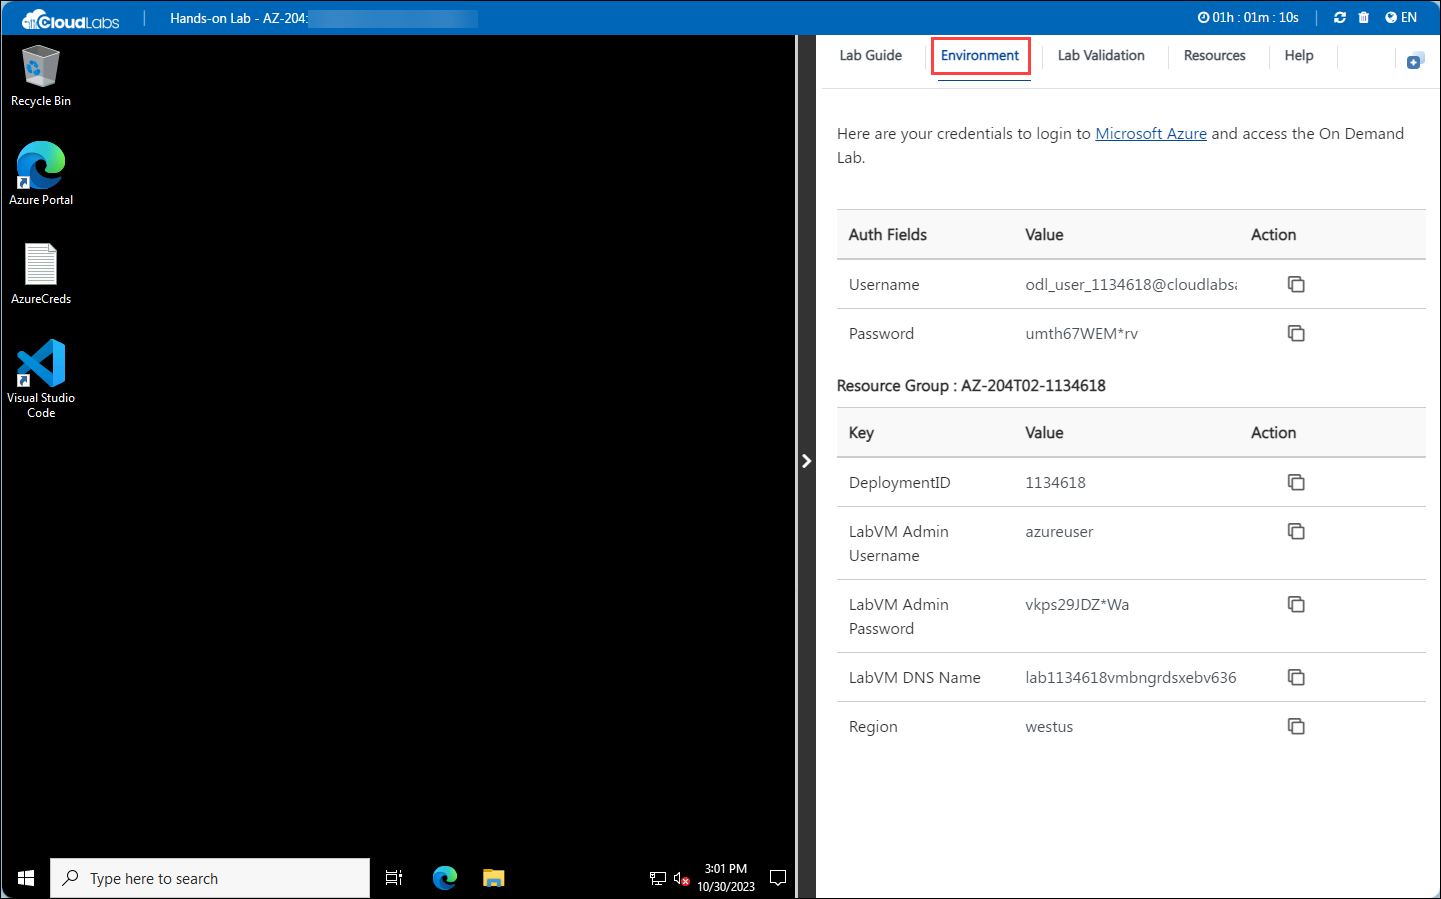 CloudLabs
Hands-on Lab - AZ-204:
01h : 01m : 10s
EN
Recycle Bin
Azure Portal
AzureCreds
Visual Studio
Code
Type here to search
3:01 PM
10/30/2023
Lab Guide
Environment
Lab Validation
Resources
Help
Here are your credentials to login to Microsoft Azure and access the On Demand
Lab.
Auth Fields Value Action
Username odl_user_1134618@cloudlabsa
Password umth67WEM*rv
Resource Group : AZ-204T02-1134618
Key Value Action
DeploymentID 1134618
LabVM Admin azureuser
Username
LabVM Admin vkps29JDZ*Wa
Password
LabVM DNS Name lab1134618vmbngrdsxebv636
Region westus